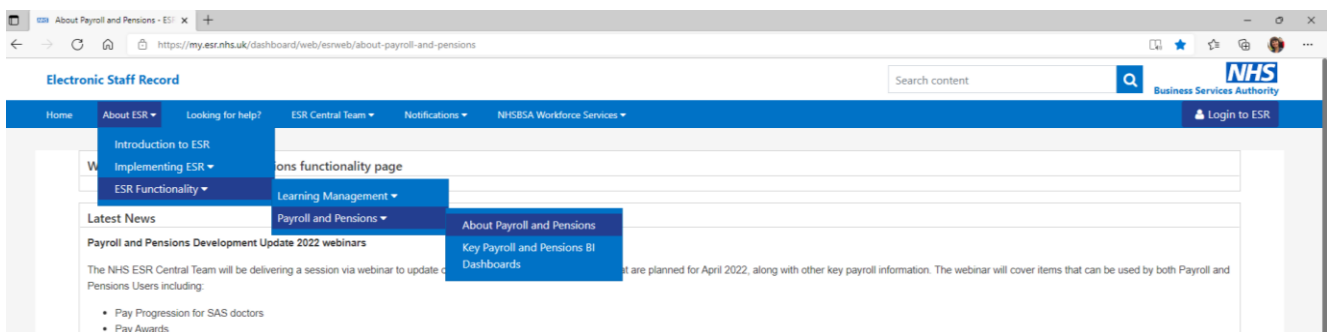 NHS About Payroll and Pensions - ESR
https://my.esr.nhs.uk/dashboard/web/esrweb/about-payroll-and-pensions
Electronic Staff Record
Search content
NHS
Business Services Authority
Home About ESR Looking for help? ESR Central Team Notifications NHSBSA Workforce Services Login to ESR
Introduction to ESR
Implementing ESR
ESR Functionality
Learning Management
Payroll and Pensions
About Payroll and Pensions
Key Payroll and Pensions BI
Dashboards
W ions functionality page
Latest News
Payroll and Pensions Development Update 2022 webinars
The NHS ESR Central Team will be delivering a session via webinar to update at are planned for April 2022, along with other key payroll information. The webinar will cover items that can be used by both Payroll and
Pensions Users including:
• Pay Progression for SAS doctors
• Pay Awards